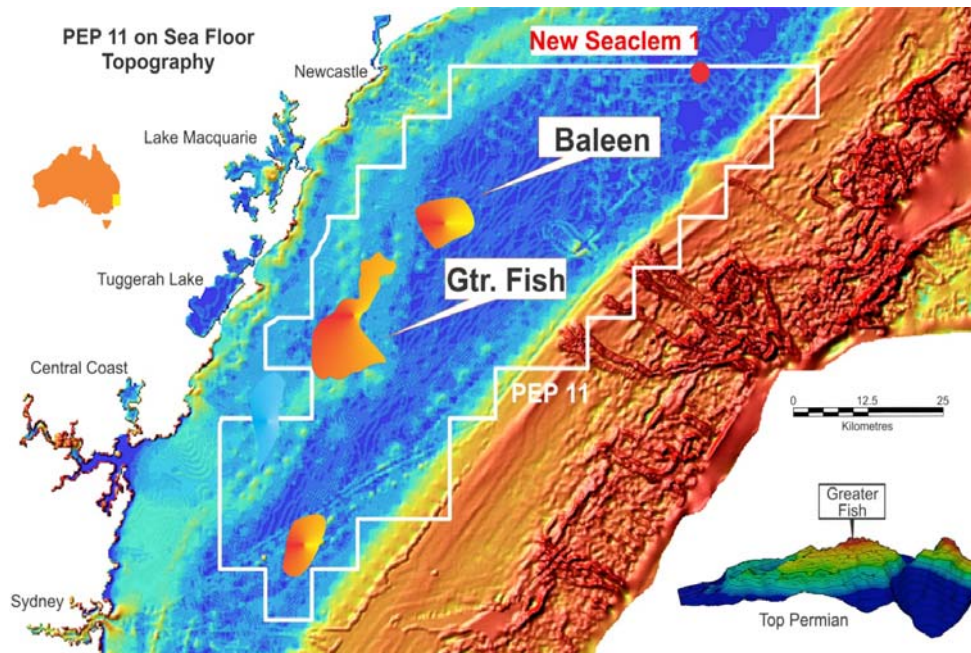 PEP 11 on Sea Floor
Topography
New Seaclem 1
Newcastle
Lake Macquarie
Baleen
Tuggerah Lake
Gtr. Fish
Central Coast
PEP 11
0 12.5 25
Kilometres
Greater
Fish
Sydney
Top Permian